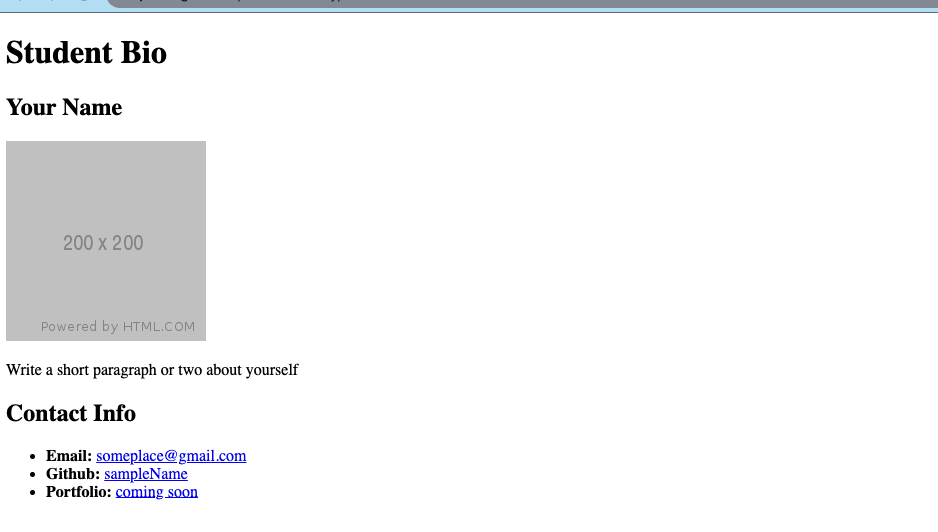 Student Bio
Your Name
200 x 200
Powered by HTML.COM
Write a short paragraph or two about yourself
Contact Info
Email: someplace@gmail.com
Github: sampleName
Portfolio: coming soon